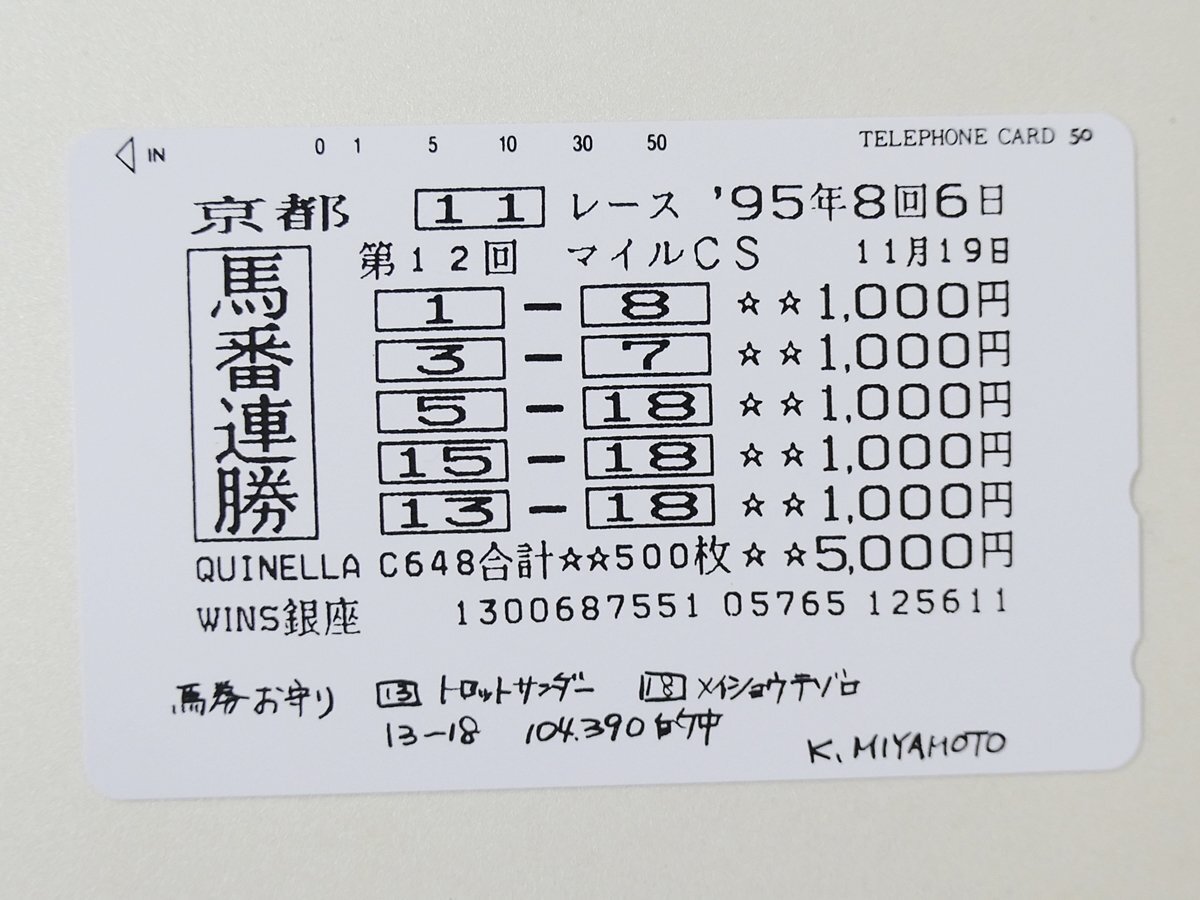 IN 0 1 5 10 30 50 TELEPHONE CARD 50
京都 11 レース '95年8回6日
第12回 マイルCS 11月19日
馬番連勝
1 - 8 ☆☆1,000円
3 - 7 ☆☆1,000円
5 - 18 ☆☆1,000円
15 - 18 ☆☆1,000円
13 - 18 ☆☆1,000円
QUINELLA C648合計☆☆500枚☆☆5,000円
WINS銀座 1300687551 05765 125611
馬券お守り 13 トロットサンダー 18 メイショウテゾロ
13-18 104.390 的中
K. MIYAMOTO